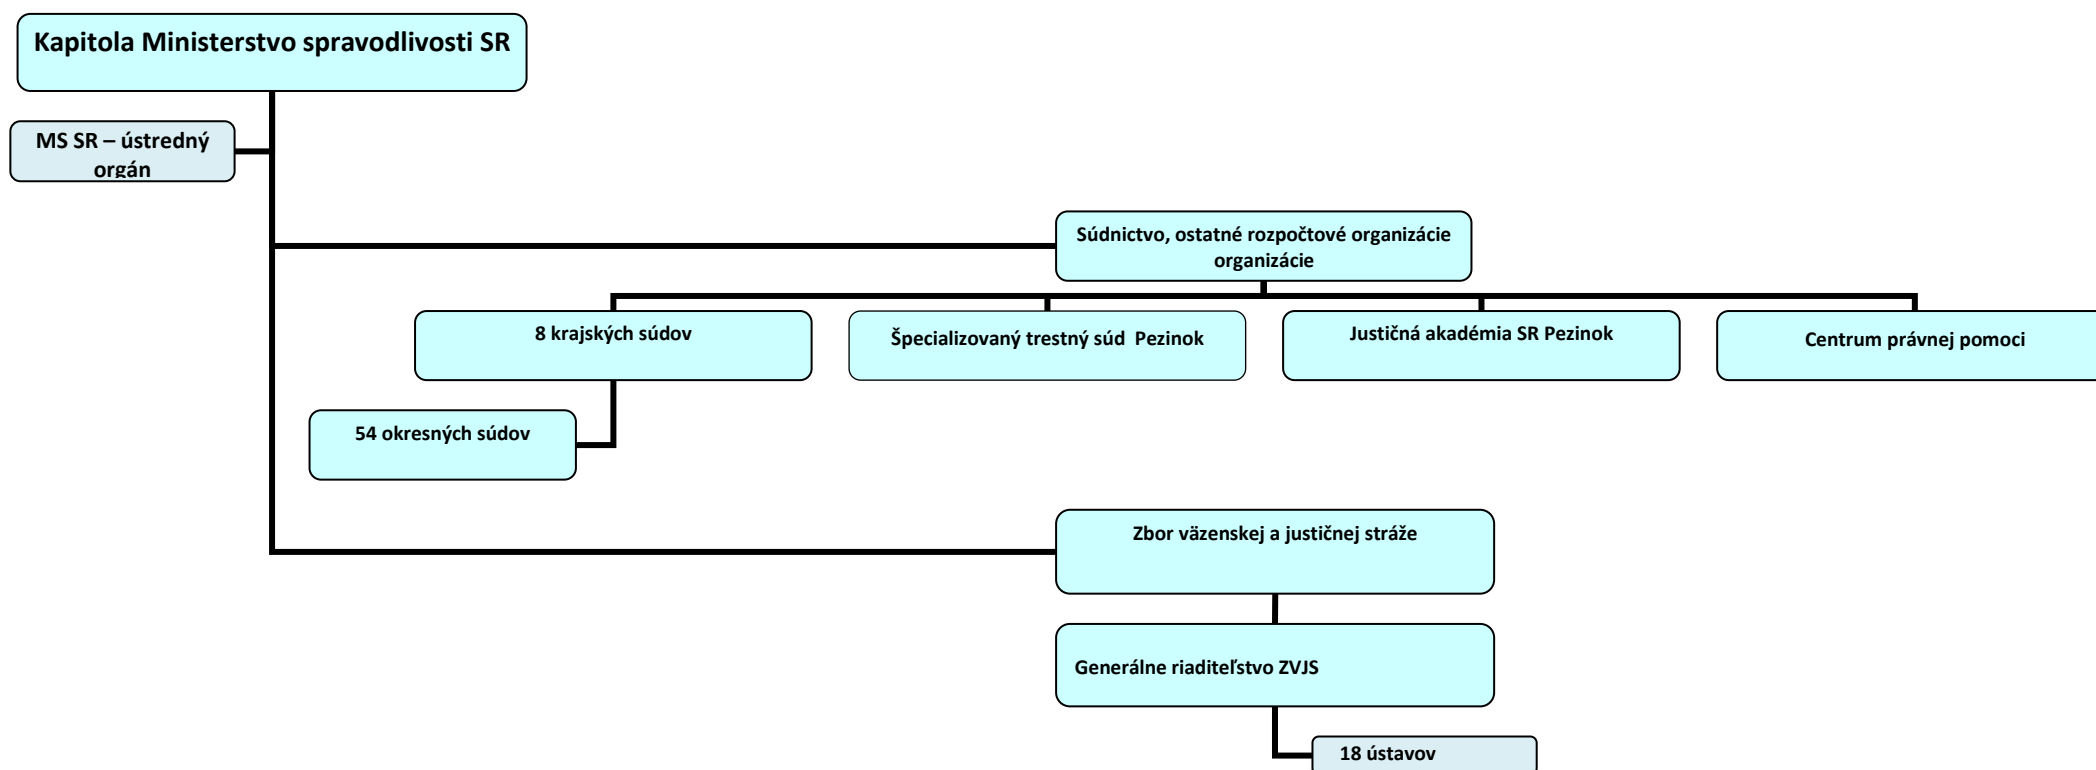 Kapitola Ministerstvo spravodlivosti SR
MS SR – ústredný
orgán
Súdnictvo, ostatné rozpočtové organizácie
organizácie
8 krajských súdov
Špecializovaný trestný súd  Pezinok
Justičná akadémia SR Pezinok
Centrum právnej pomoci
54 okresných súdov
Zbor väzenskej a justičnej stráže
Generálne riaditeľstvo ZVJS
18 ústavov